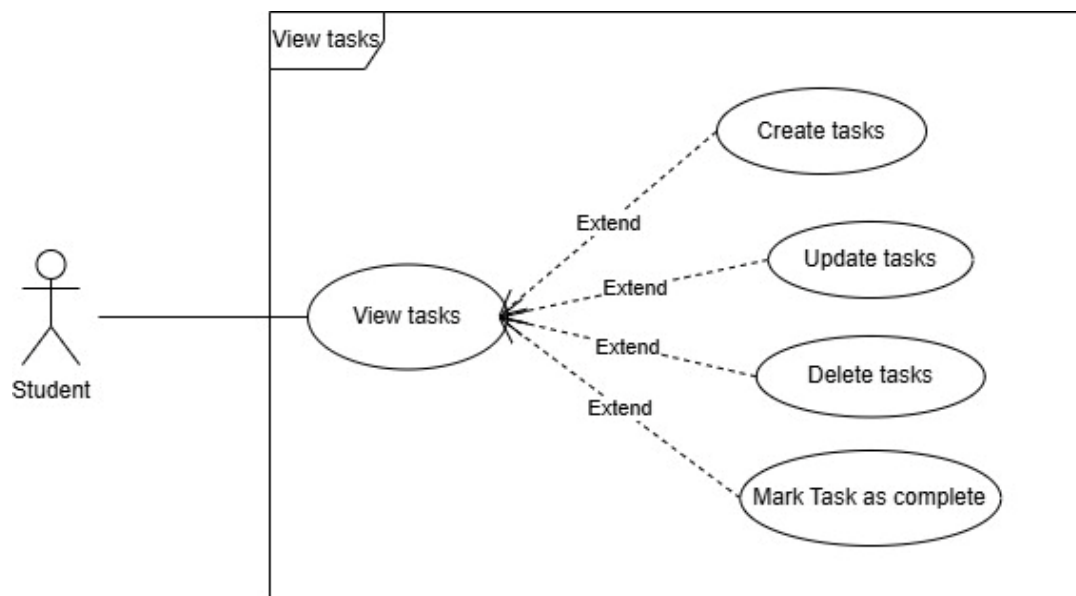 View tasks
Create tasks
Extend
Update tasks
Extend
View tasks
Extend
Delete tasks
Student
Extend
Mark Task as complete